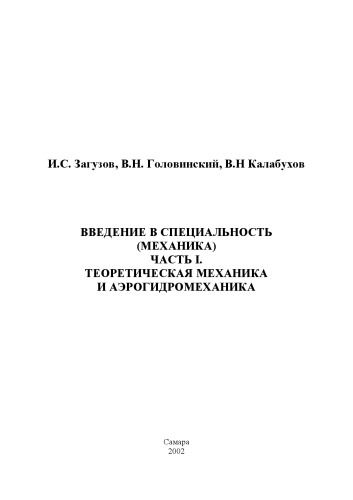 И.С. Загузов, В.Н. Головинский, В.Н Калабухов
ВВЕДЕНИЕ В СПЕЦИАЛЬНОСТЬ
(МЕХАНИКА)
ЧАСТЬ I.
ТЕОРЕТИЧЕСКАЯ МЕХАНИКА
И АЭРОГИДРОМЕХАНИКА
Самара
2002